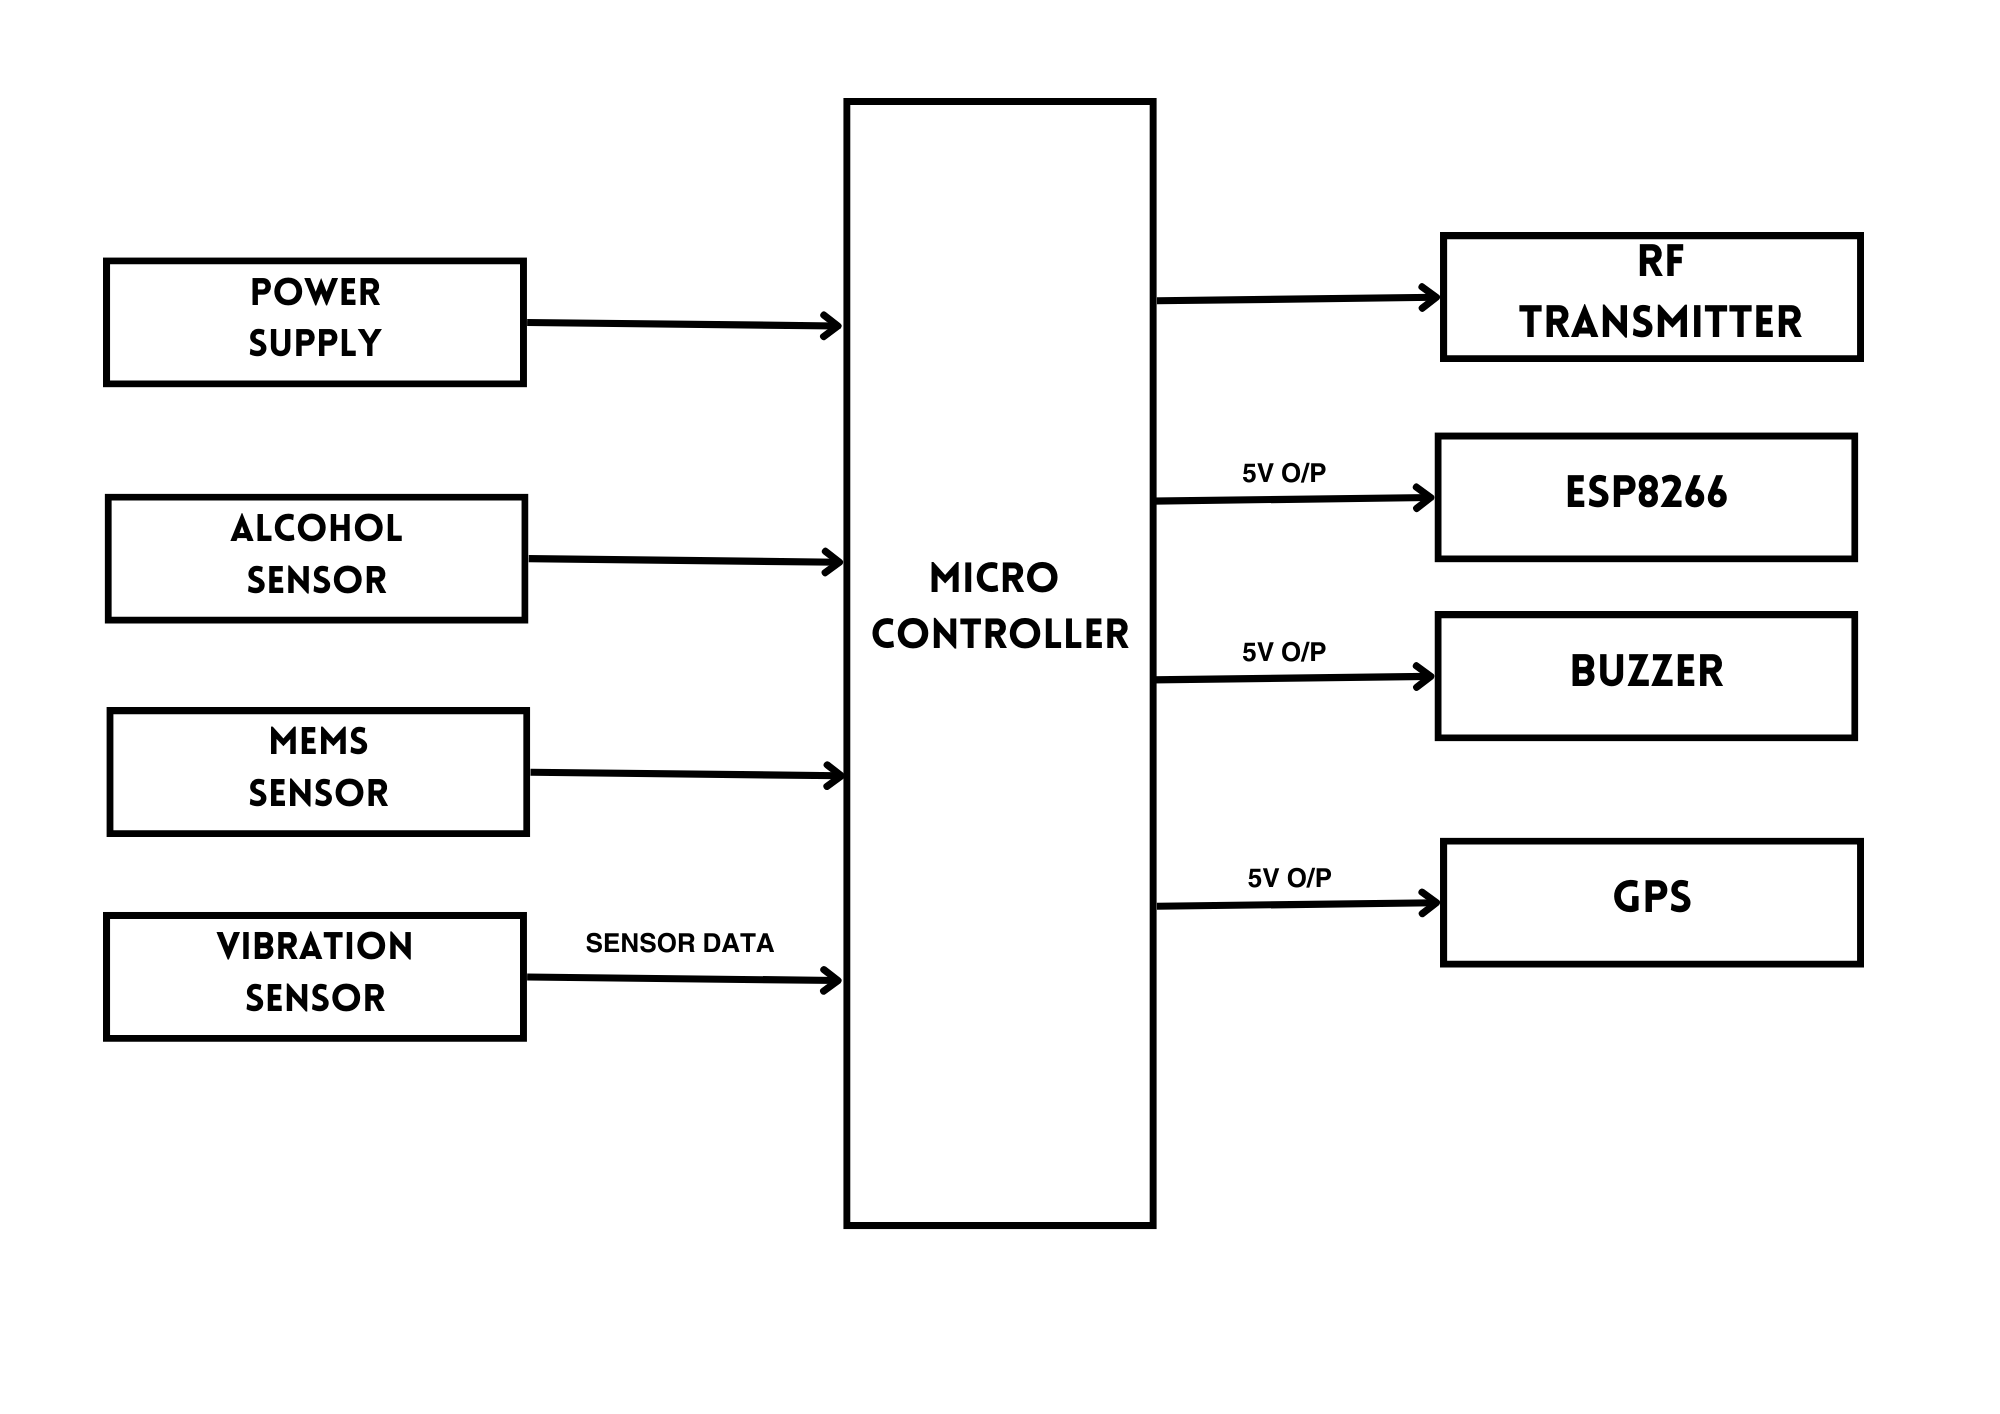 POWER
SUPPLY
ALCOHOL
SENSOR
MEMS
SENSOR
VIBRATION
SENSOR
SENSOR DATA
MICRO
CONTROLLER
RF
TRANSMITTER
5V O/P
ESP8266
5V O/P
BUZZER
5V O/P
GPS